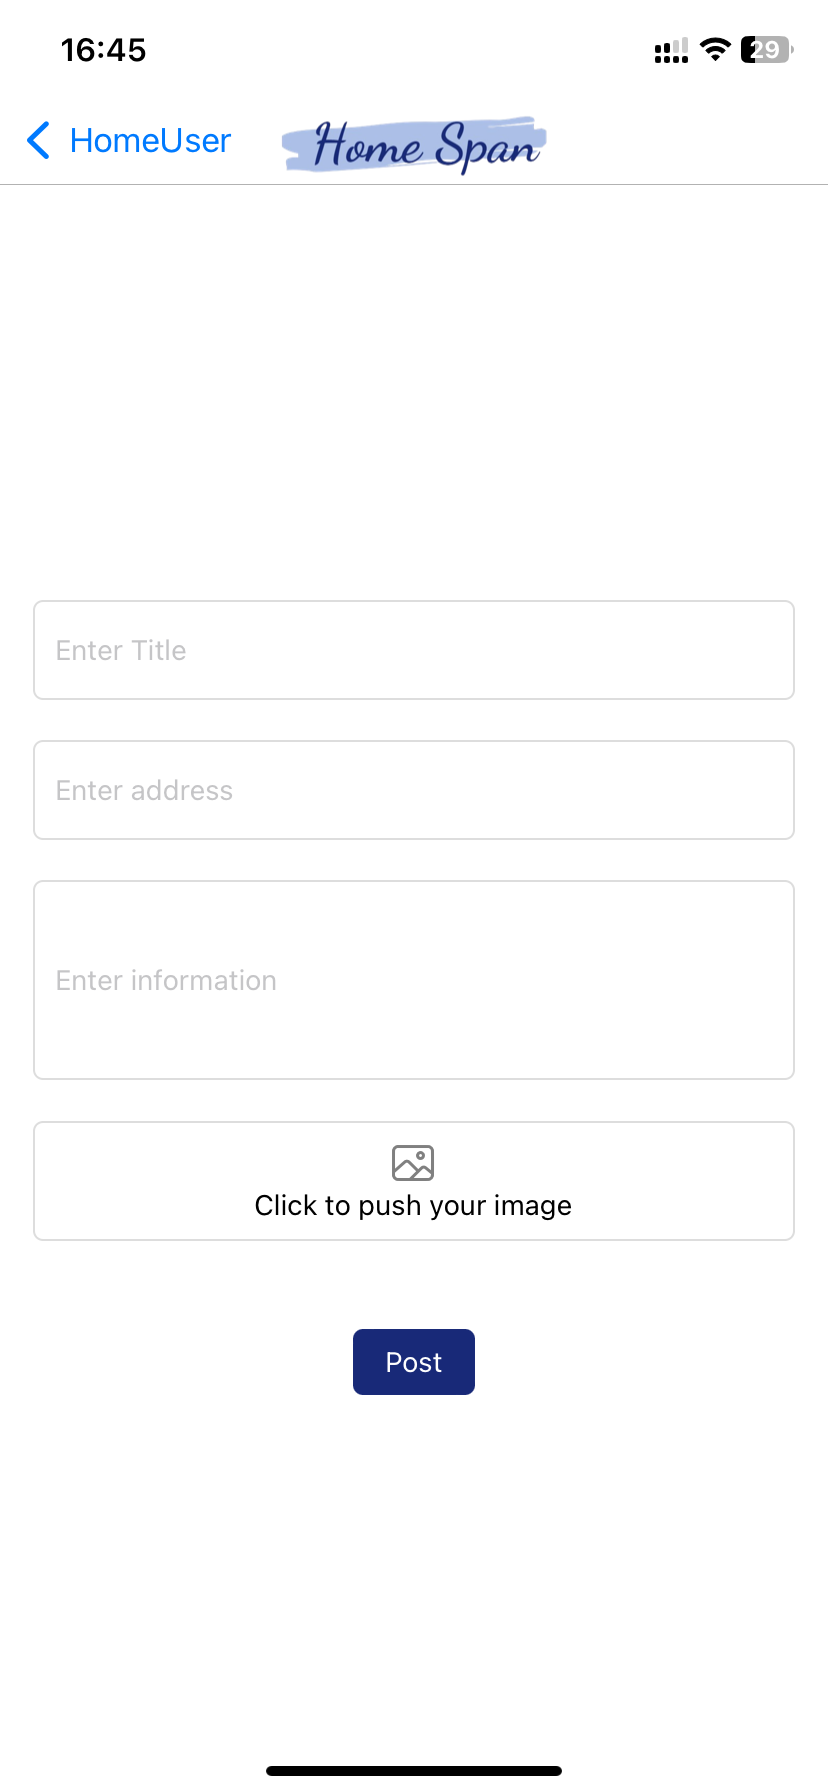 16:45
29
HomeUser
Home Span
Enter Title
Enter address
Enter information
Click to push your image
Post